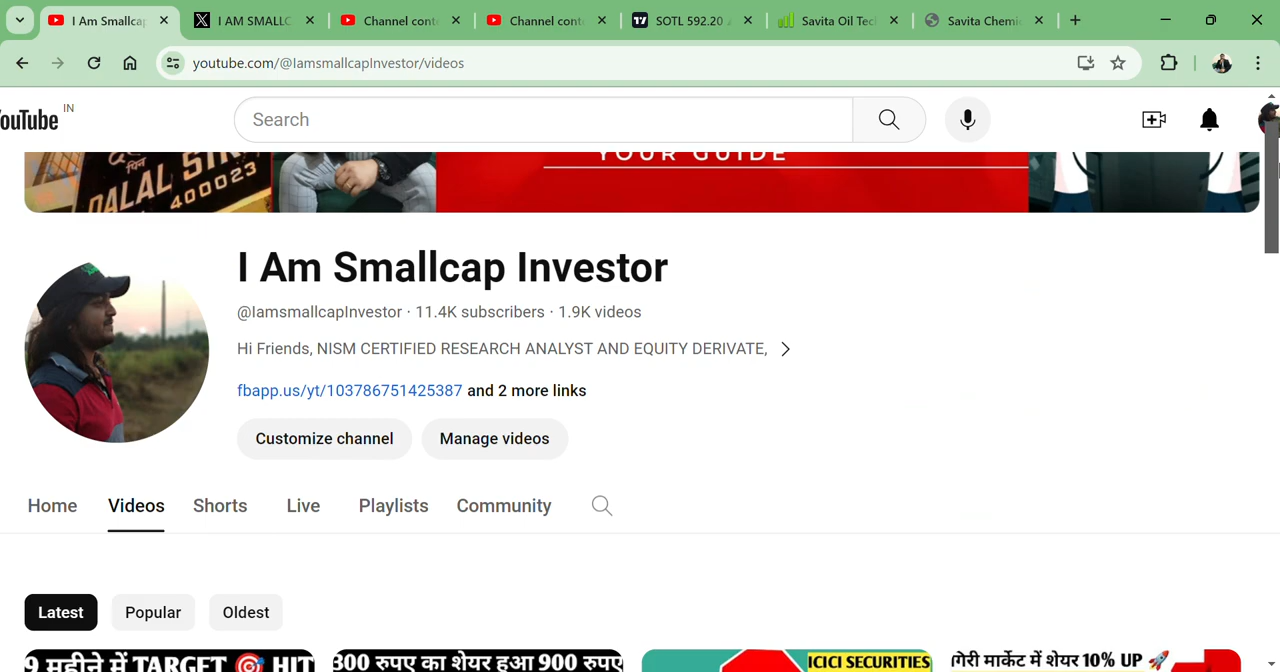 I Am Smallcap
I AM SMALLC
Channel cont
Channel cont
SOTL 592.20
Savita Oil Tec
Savita Chemic
youtube.com/@IamsmallcapInvestor/videos
ouTube
IN
Search
पिन
DALAL STR
400023
YOUR GUIDE
I Am Smallcap Investor
@IamsmallcapInvestor · 11.4K subscribers · 1.9K videos
Hi Friends, NISM CERTIFIED RESEARCH ANALYST AND EQUITY DERIVATE,
fbapp.us/yt/103786751425387 and 2 more links
Customize channel
Manage videos
Home
Videos
Shorts
Live
Playlists
Community
Latest
Popular
Oldest
9 महीने में TARGET 🎯 HIT
300 रुपए का शेयर हुआ 900 रुपए
ICICI SECURITIES
गिरी मार्केट में शेयर 10% UP 🚀